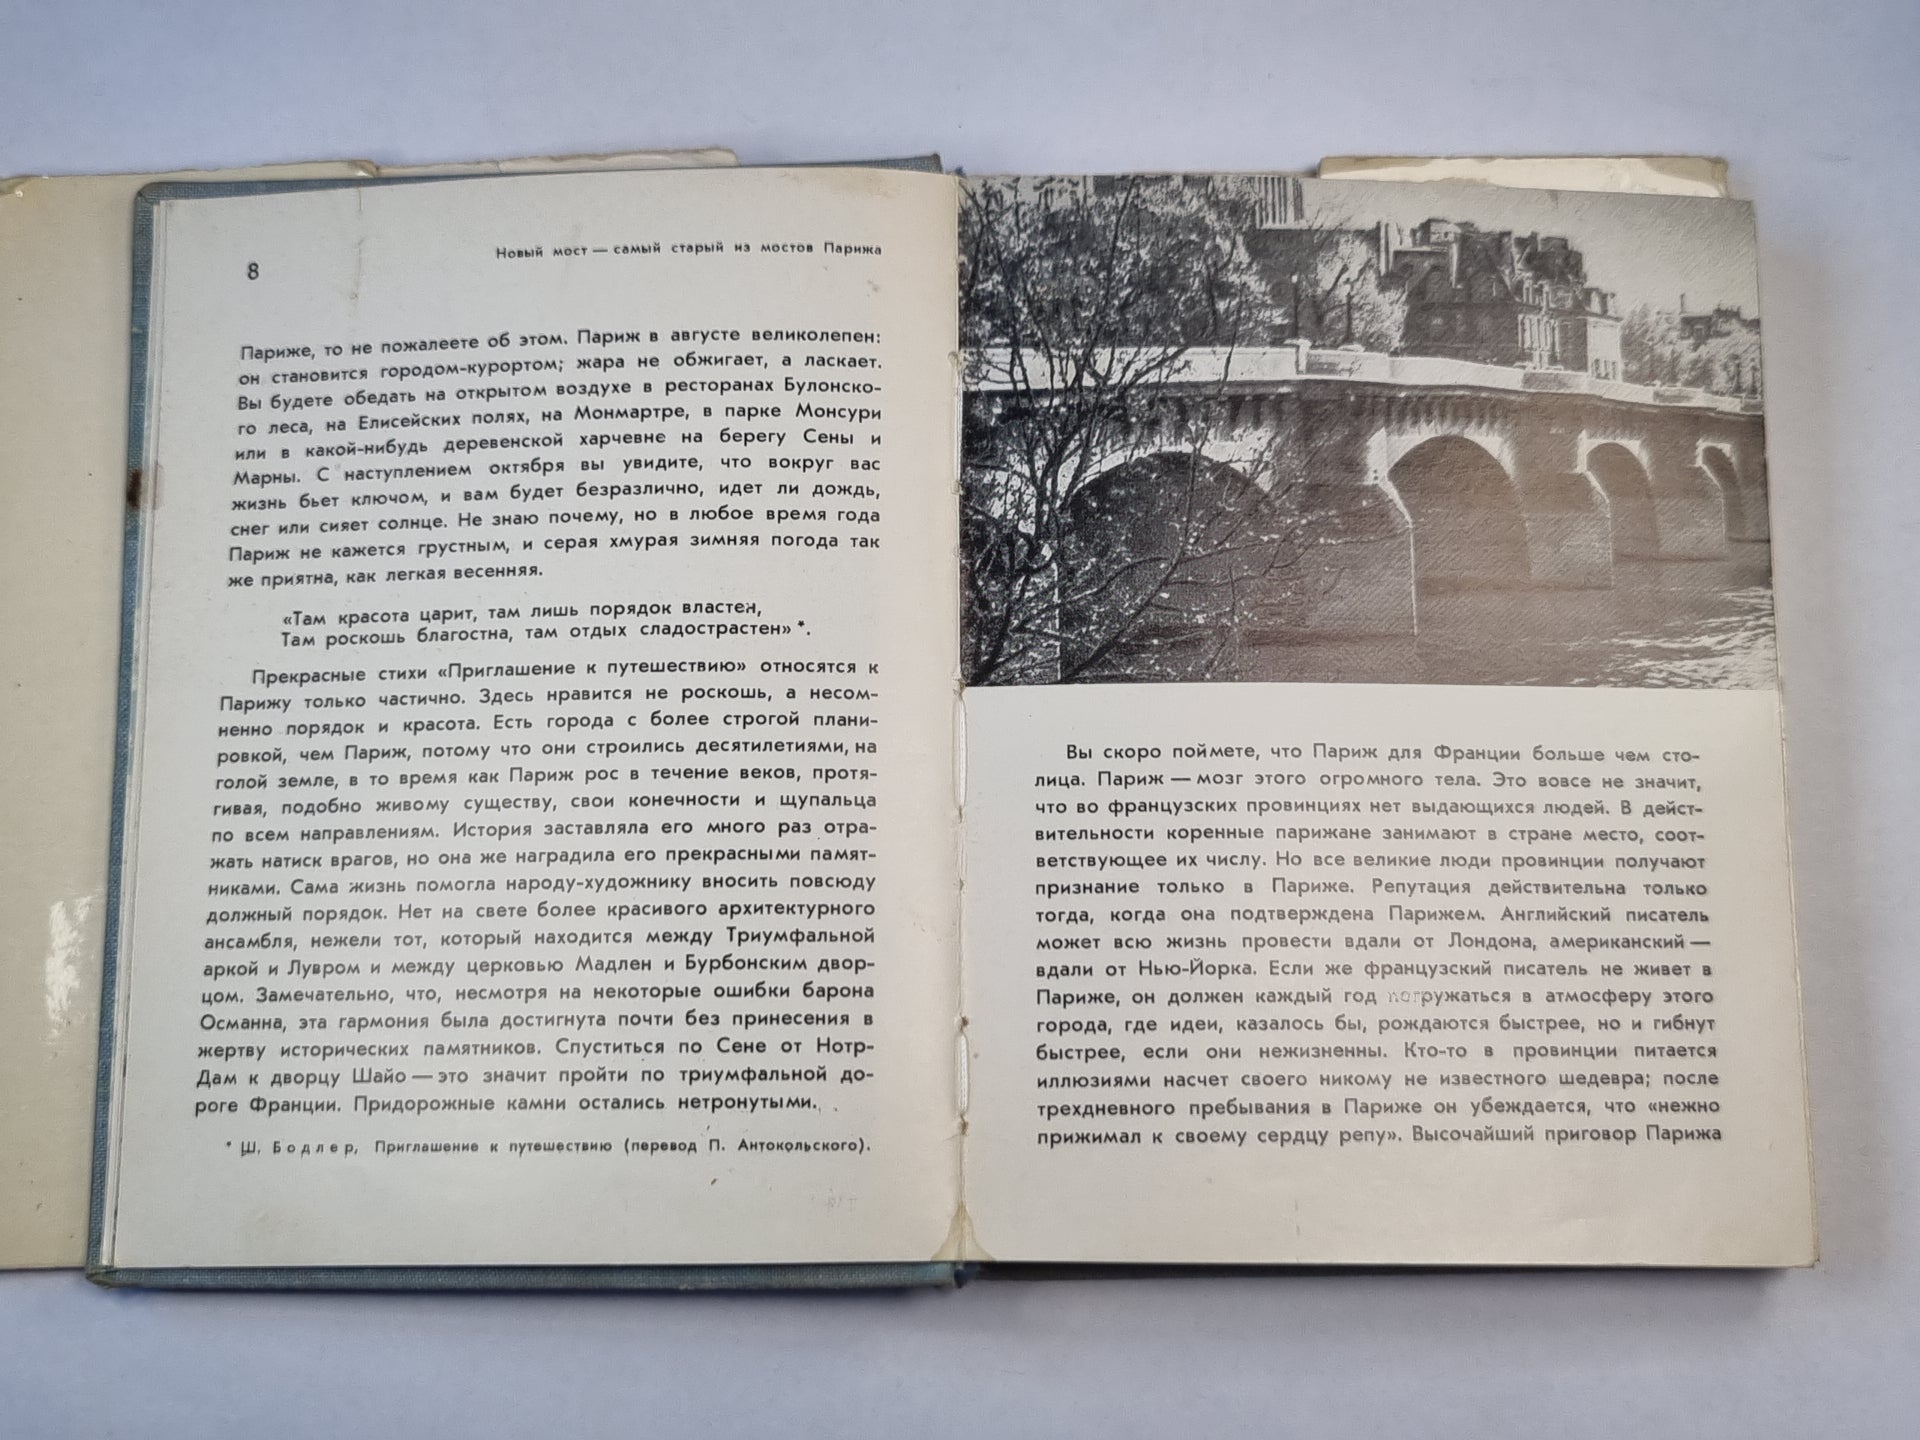 Новый мост — самый старый из мостов Парижа
8
Париже, то не пожалеете об этом. Париж в августе великолепен:
он становится городом-курортом; жара не обжигает, а ласкает.
Вы будете обедать на открытом воздухе в ресторанах Булонско-
го леса, на Елисейских полях, на Монмартре, в парке Монсури
или в какой-нибудь деревенской харчевне на берегу Сены и
Марны. С наступлением октября вы увидите, что вокруг вас
жизнь бьет ключом, и вам будет безразлично, идет ли дождь,
снег или сияет солнце. Не знаю почему, но в любое время года
Париж не кажется грустным, и серая хмурая зимняя погода так
же приятна, как легкая весенняя.
«Там красота царит, там лишь порядок властен,
Там роскошь благостна, там отдых сладострастен» *.
Прекрасные стихи «Приглашение к путешествию» относятся к
Парижу только частично. Здесь нравится не роскошь, а несом-
ненно порядок и красота. Есть города с более строгой плани-
ровкой, чем Париж, потому что они строились десятилетиями, на
голой земле, в то время как Париж рос в течение веков, протя-
гивая, подобно живому существу, свои конечности и щупальца
по всем направлениям. История заставляла его много раз отра-
жать натиск врагов, но она же наградила его прекрасными памят-
никами. Сама жизнь помогла народу-художнику вносить повсюду
должный порядок. Нет на свете более красивого архитектурного
ансамбля, нежели тот, который находится между Триумфальной
аркой и Лувром и между церковью Мадлен и Бурбонским двор-
цом. Замечательно, что, несмотря на некоторые ошибки барона
Османна, эта гармония была достигнута почти без принесения в
жертву исторических памятников. Спуститься по Сене от Нотр-
Дам к дворцу Шайо — это значит пройти по триумфальной до-
роге Франции. Придорожные камни остались нетронутыми.
* Ш. Бодлер, Приглашение к путешествию (перевод П. Антокольского).
Вы скоро поймете, что Париж для Франции больше чем сто-
лица. Париж — мозг этого огромного тела. Это вовсе не значит,
что во французских провинциях нет выдающихся людей. В дейст-
вительности коренные парижане занимают в стране место, соот-
ветствующее их числу. Но все великие люди провинции получают
признание только в Париже. Репутация действительна только
тогда, когда она подтверждена Парижем. Английский писатель
может всю жизнь провести вдали от Лондона, американский —
вдали от Нью-Йорка. Если же французский писатель не живет в
Париже, он должен каждый год погружаться в атмосферу этого
города, где идеи, казалось бы, рождаются быстрее, но и гибнут
быстрее, если они нежизненны. Кто-то в провинции питается
иллюзиями насчет своего никому не известного шедевра; после
трехдневного пребывания в Париже он убеждается, что «нежно
прижимал к своему сердцу репу». Высочайший приговор Парижа